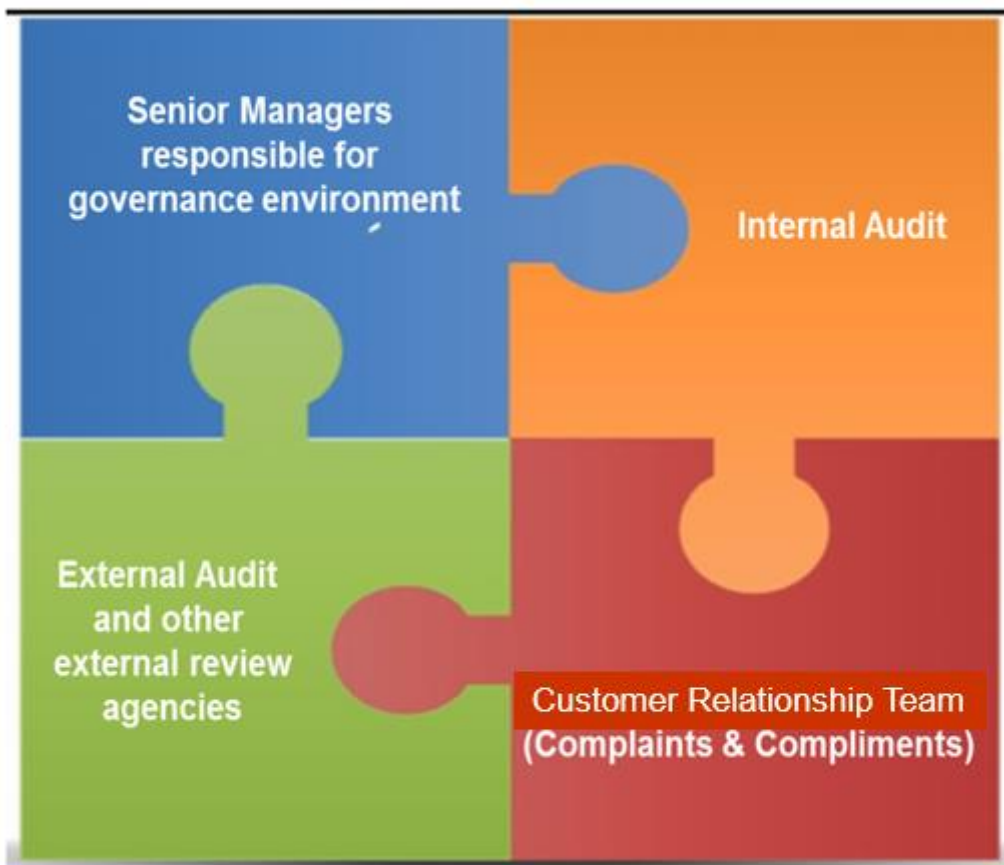 Senior Managers
responsible for
governance environment
Internal Audit
External Audit
and other
external review
agencies
Customer Relationship Team
(Complaints & Compliments)